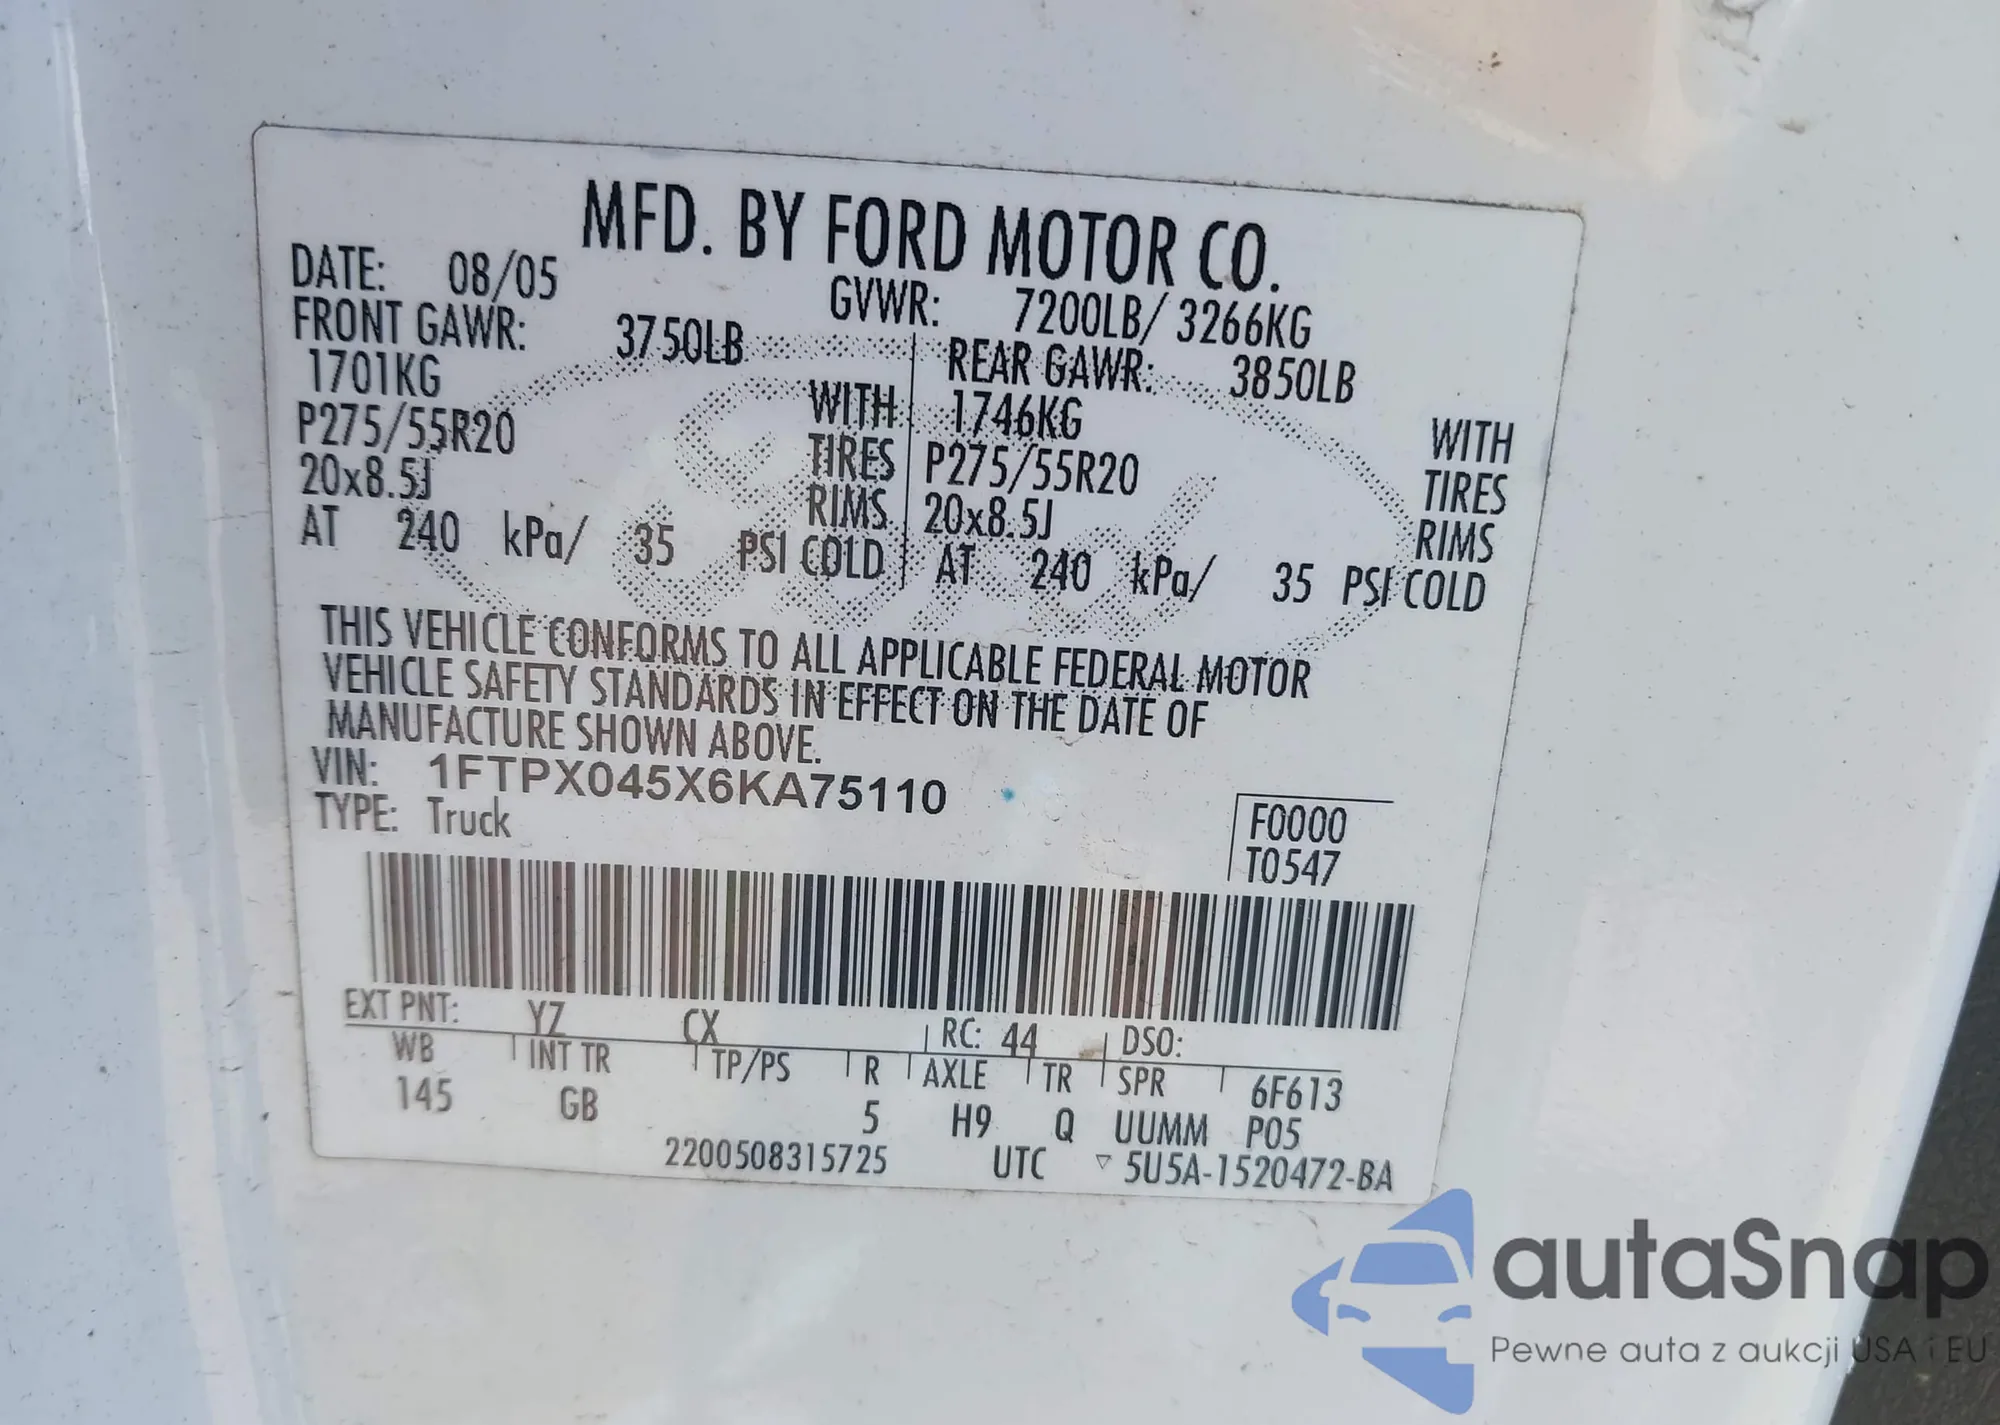 MFD. BY FORD MOTOR CO.
DATE: 08/05 GVWR: 7200LB/ 3266KG
FRONT GAWR: 3750LB REAR GAWR: 3850LB
1701KG WITH 1746KG WITH
P275/55R20 TIRES P275/55R20 TIRES
20x8.5J RIMS 20x8.5J RIMS
AT 240 kPa/ 35 PSI COLD AT 240 kPa/ 35 PSI COLD
THIS VEHICLE CONFORMS TO ALL APPLICABLE FEDERAL MOTOR
VEHICLE SAFETY STANDARDS IN EFFECT ON THE DATE OF
MANUFACTURE SHOWN ABOVE.
VIN: 1FTPX045X6KA75110
TYPE: Truck
F0000
T0547
EXT PNT: YZ CX RC: 44 DSO:
WB INT TR TP/PS R AXLE TR SPR 6F613
145 GB 5 H9 Q UUMM P05
2200508315725 UTC ▽ 5U5A-1520472-BA
autaSnap
Pewne auta z aukcji USA i EU